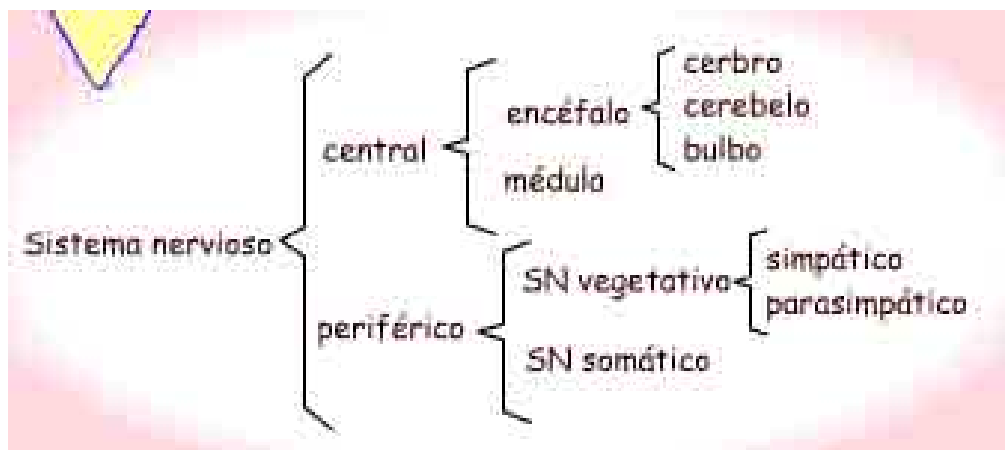 Sistema nervioso
central
encéfalo
cerbro
cerebelo
bulbo
médula
periférico
SN vegetativo
simpático
parasimpático
SN somático